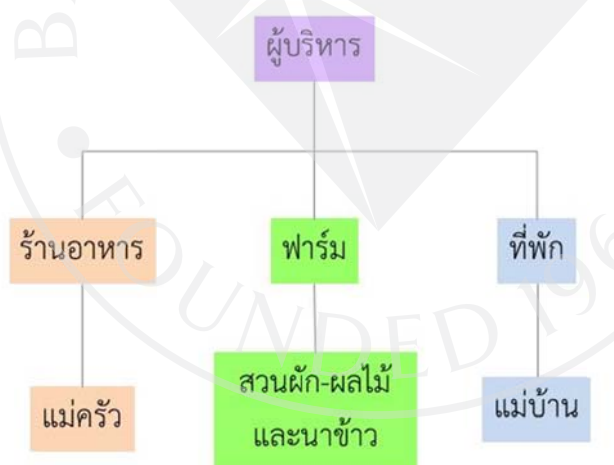 ผู้บริหาร
ร้านอาหาร
ฟาร์ม
ที่พัก
แม่ครัว
สวนผัก-ผลไม้
และนาข้าว
แม่บ้าน
FOUNDED 196